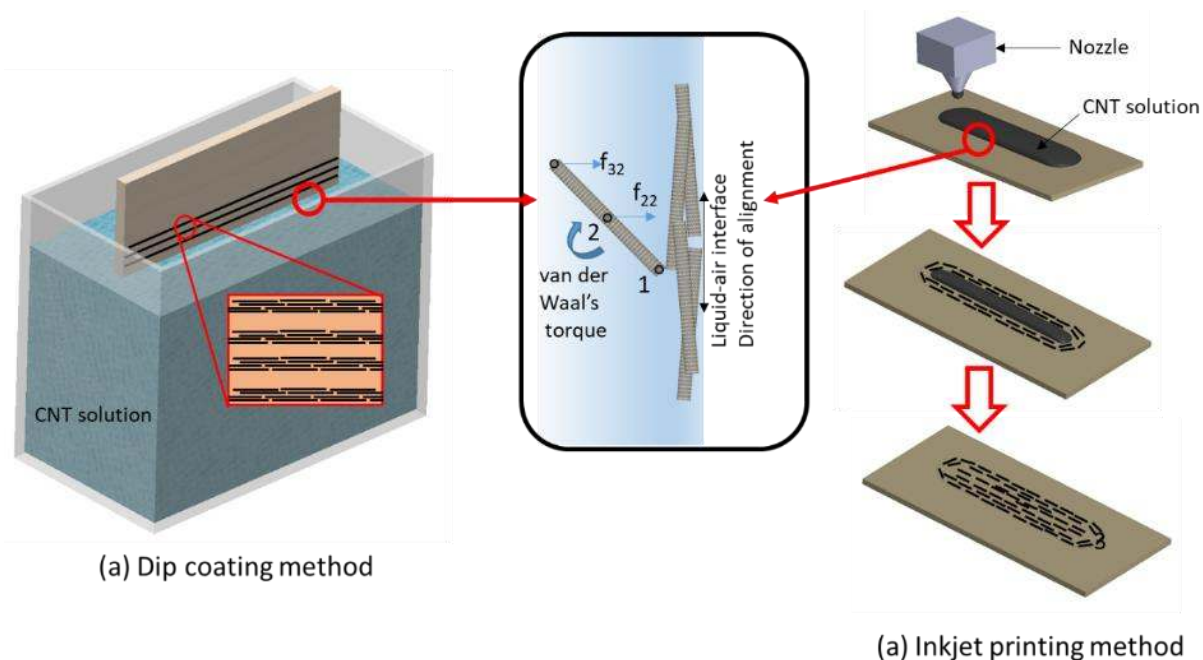 CNT solution
(a) Dip coating method
f32
f22
2
1
van der
Waal's
torque
Liquid-air interface
Direction of alignment
Nozzle
CNT solution
(a) Inkjet printing method